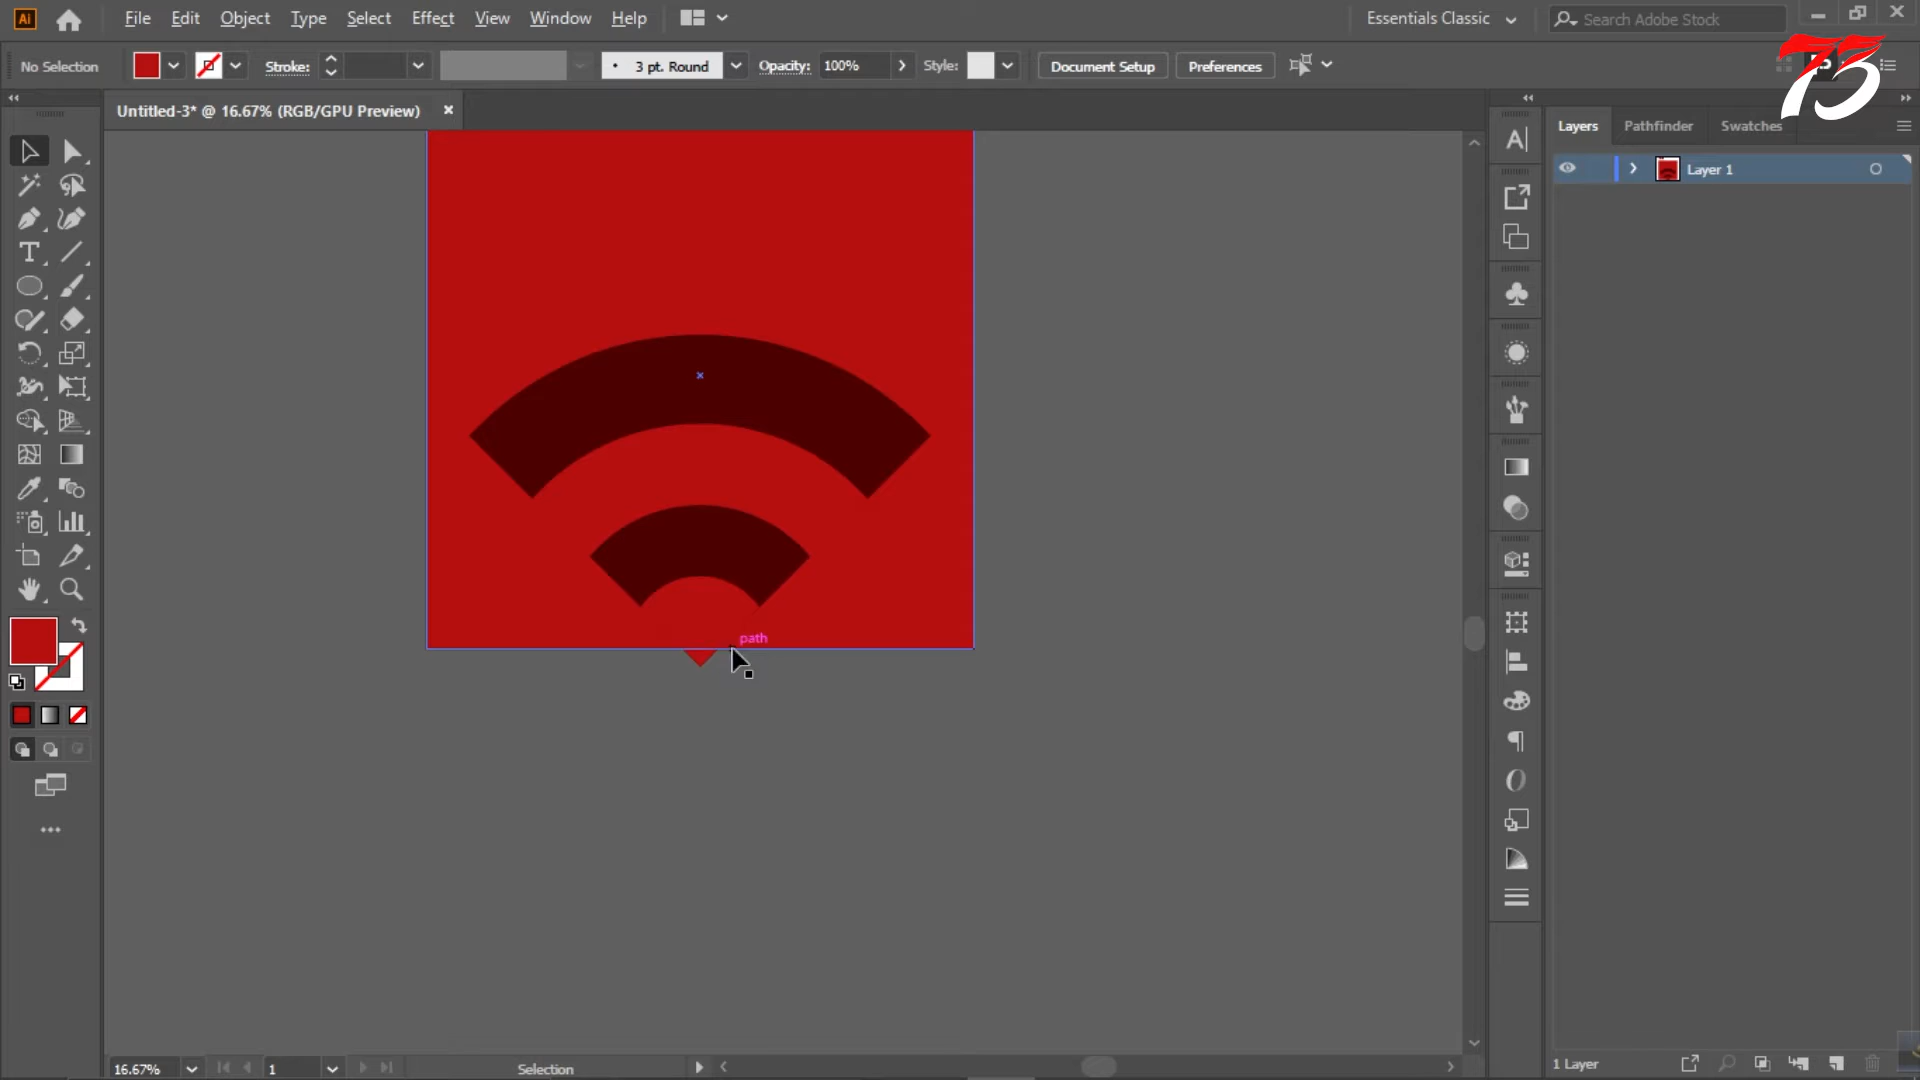 Ai File Edit Object Type Select Effect View Window Help Essentials Classic Search Adobe Stock
No Selection Stroke: 3 pt. Round Opacity: 100% Style: Document Setup Preferences
73
Untitled-3* @ 16.67% (RGB/GPU Preview)
Layers Pathfinder Swatches
Layer 1
path
16.67% 1 Selection
1 Layer